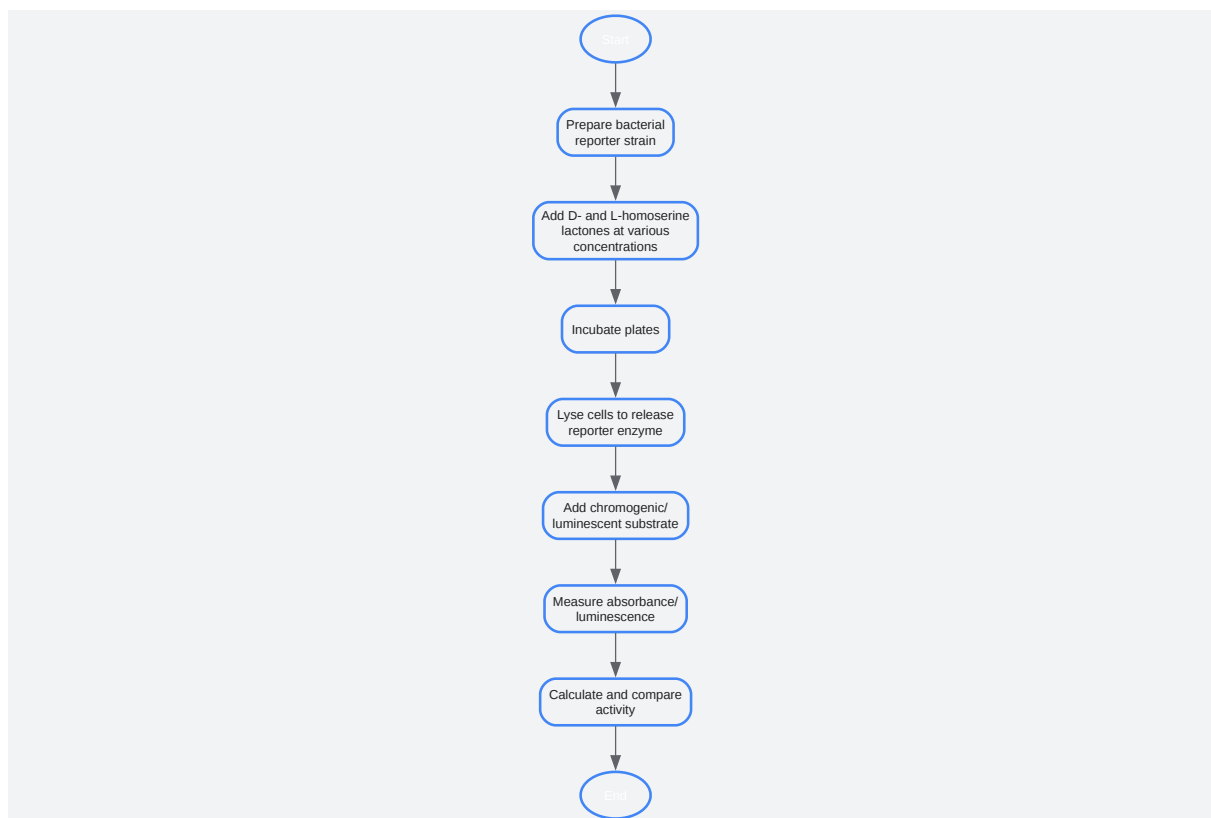 Start
Prepare bacterial
reporter strain
Add D- and L-homoserine
lactones at various
concentrations
Incubate plates
Lyse cells to release
reporter enzyme
Add chromogenic/
luminescent substrate
Measure absorbance/
luminescence
Calculate and compare
activity
End